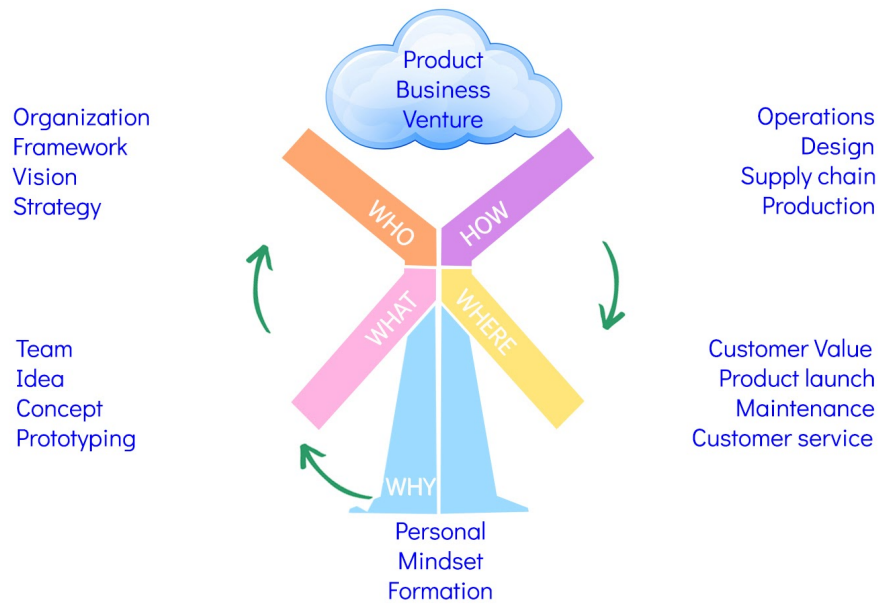 Product
Business
Venture
Organization
Framework
Vision
Strategy
Operations
Design
Supply chain
Production
WHO
HOW
WHAT
WHERE
Team
Idea
Concept
Prototyping
Customer Value
Product launch
Maintenance
Customer service
WHY
Personal
Mindset
Formation